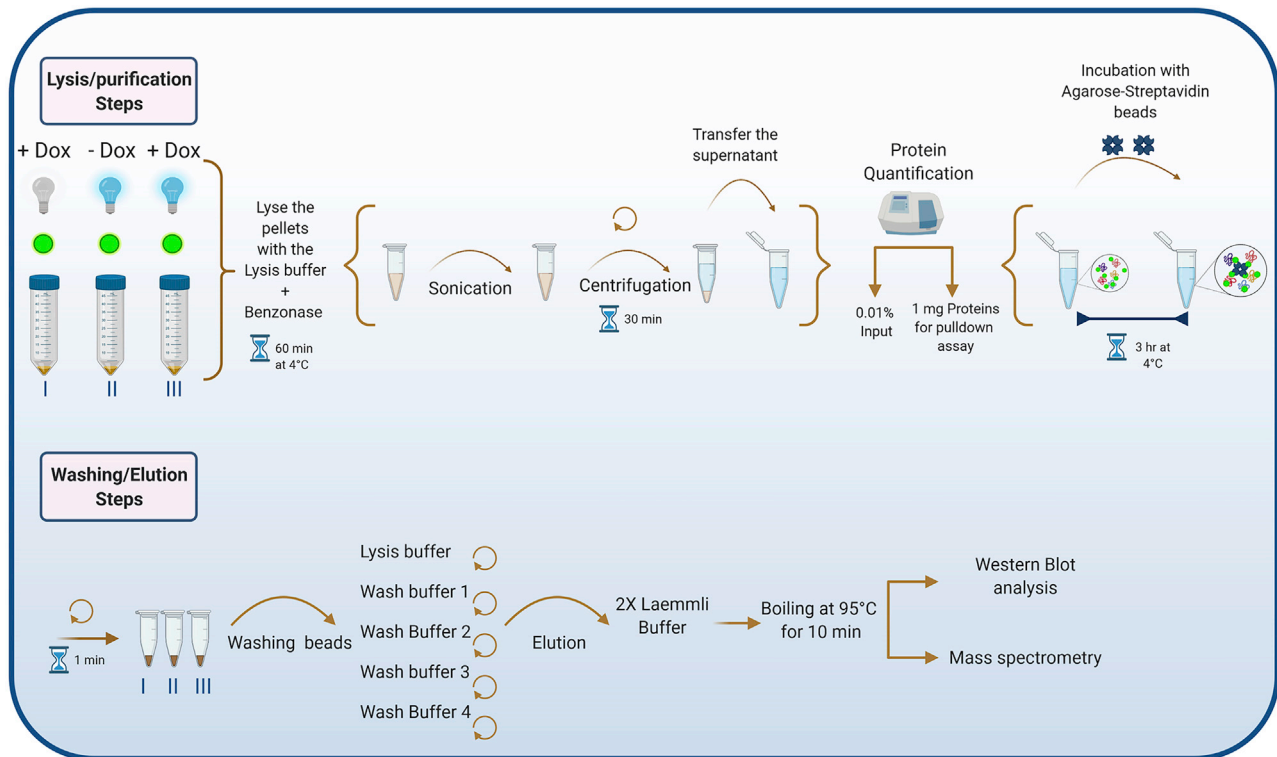 Lysis/purification
Steps
+ Dox
- Dox
+ Dox
I
II
III
Lyse the
pellets
with the
Lysis buffer
+
Benzonase
60 min
at 4°C
Sonication
Centrifugation
30 min
Transfer the
supernatant
Protein
Quantification
0.01%
Input
1 mg Proteins
for pulldown
assay
Incubation with
Agarose-Streptavidin
beads
3 hr at
4°C
Washing/Elution
Steps
1 min
I
II
III
Washing beads
Lysis buffer
Wash buffer 1
Wash Buffer 2
Wash buffer 3
Wash Buffer 4
Elution
2X Laemmli
Buffer
Boiling at 95°C
for 10 min
Western Blot
analysis
Mass spectrometry